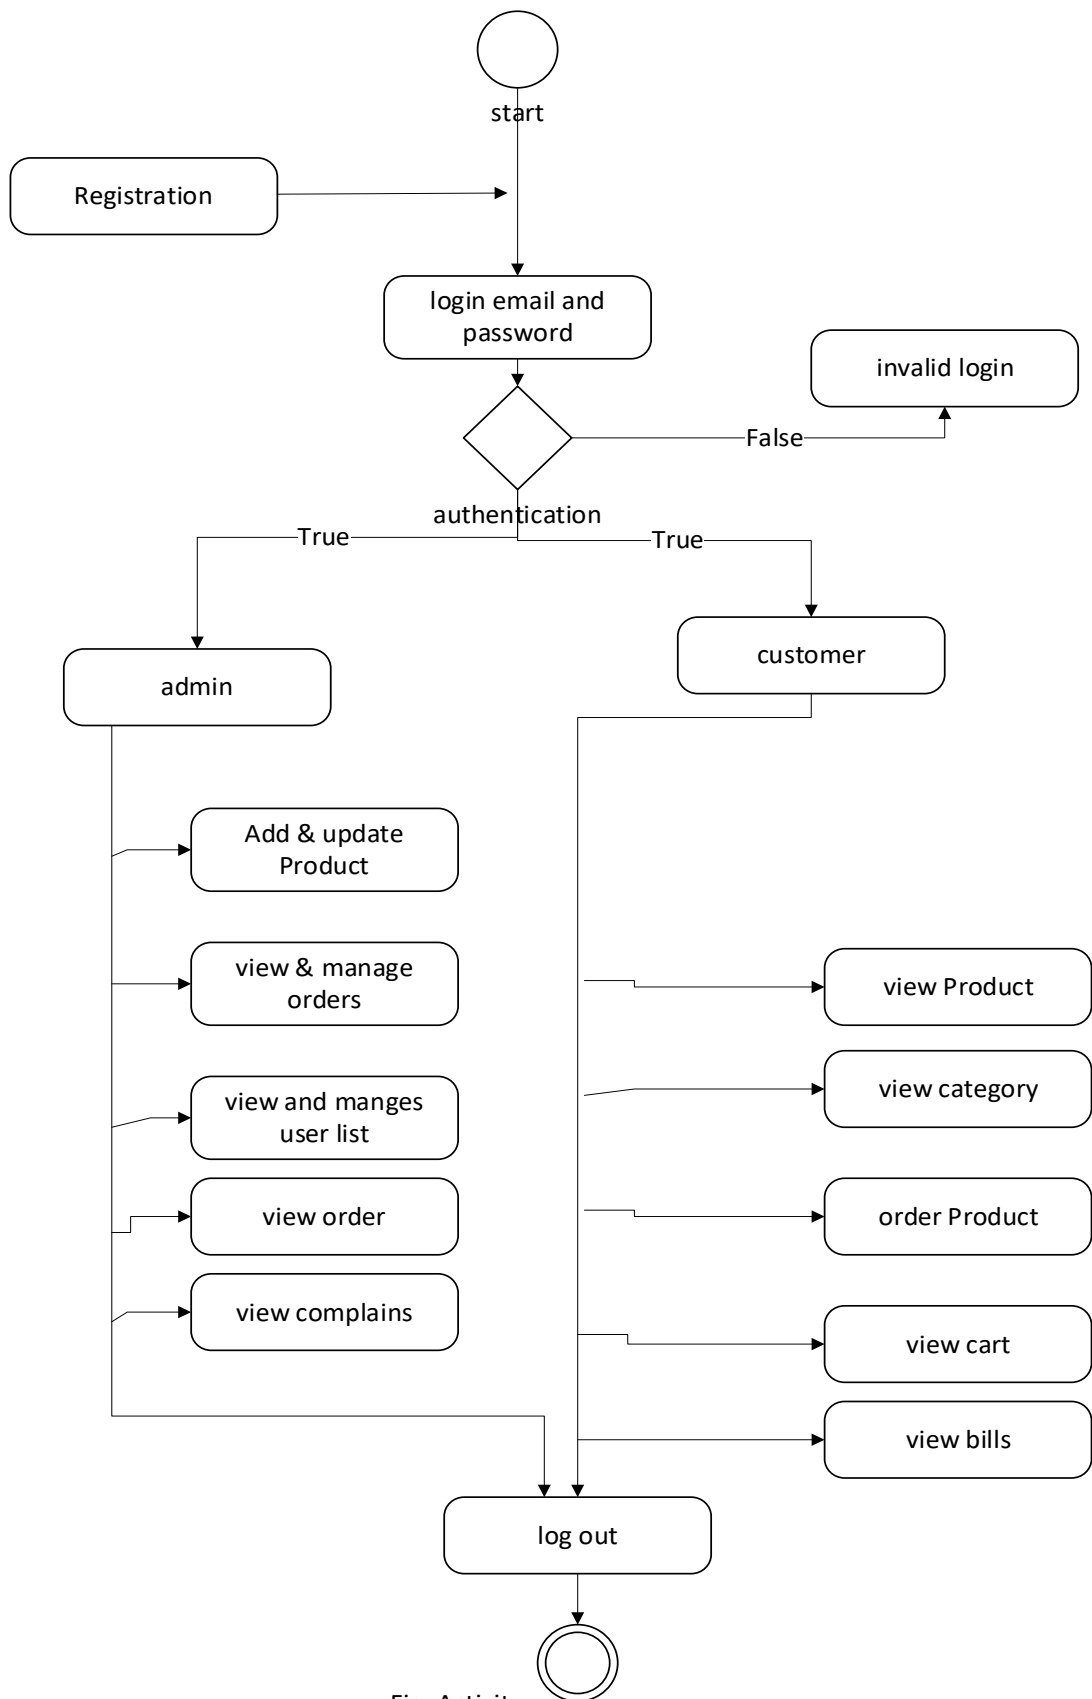 start
Registration
login email and
password
invalid login
False
authentication
True
True
customer
admin
Add & update
Product
view & manage
orders
view Product
view category
view and manges
user list
view order
order Product
view complains
view cart
view bills
log out